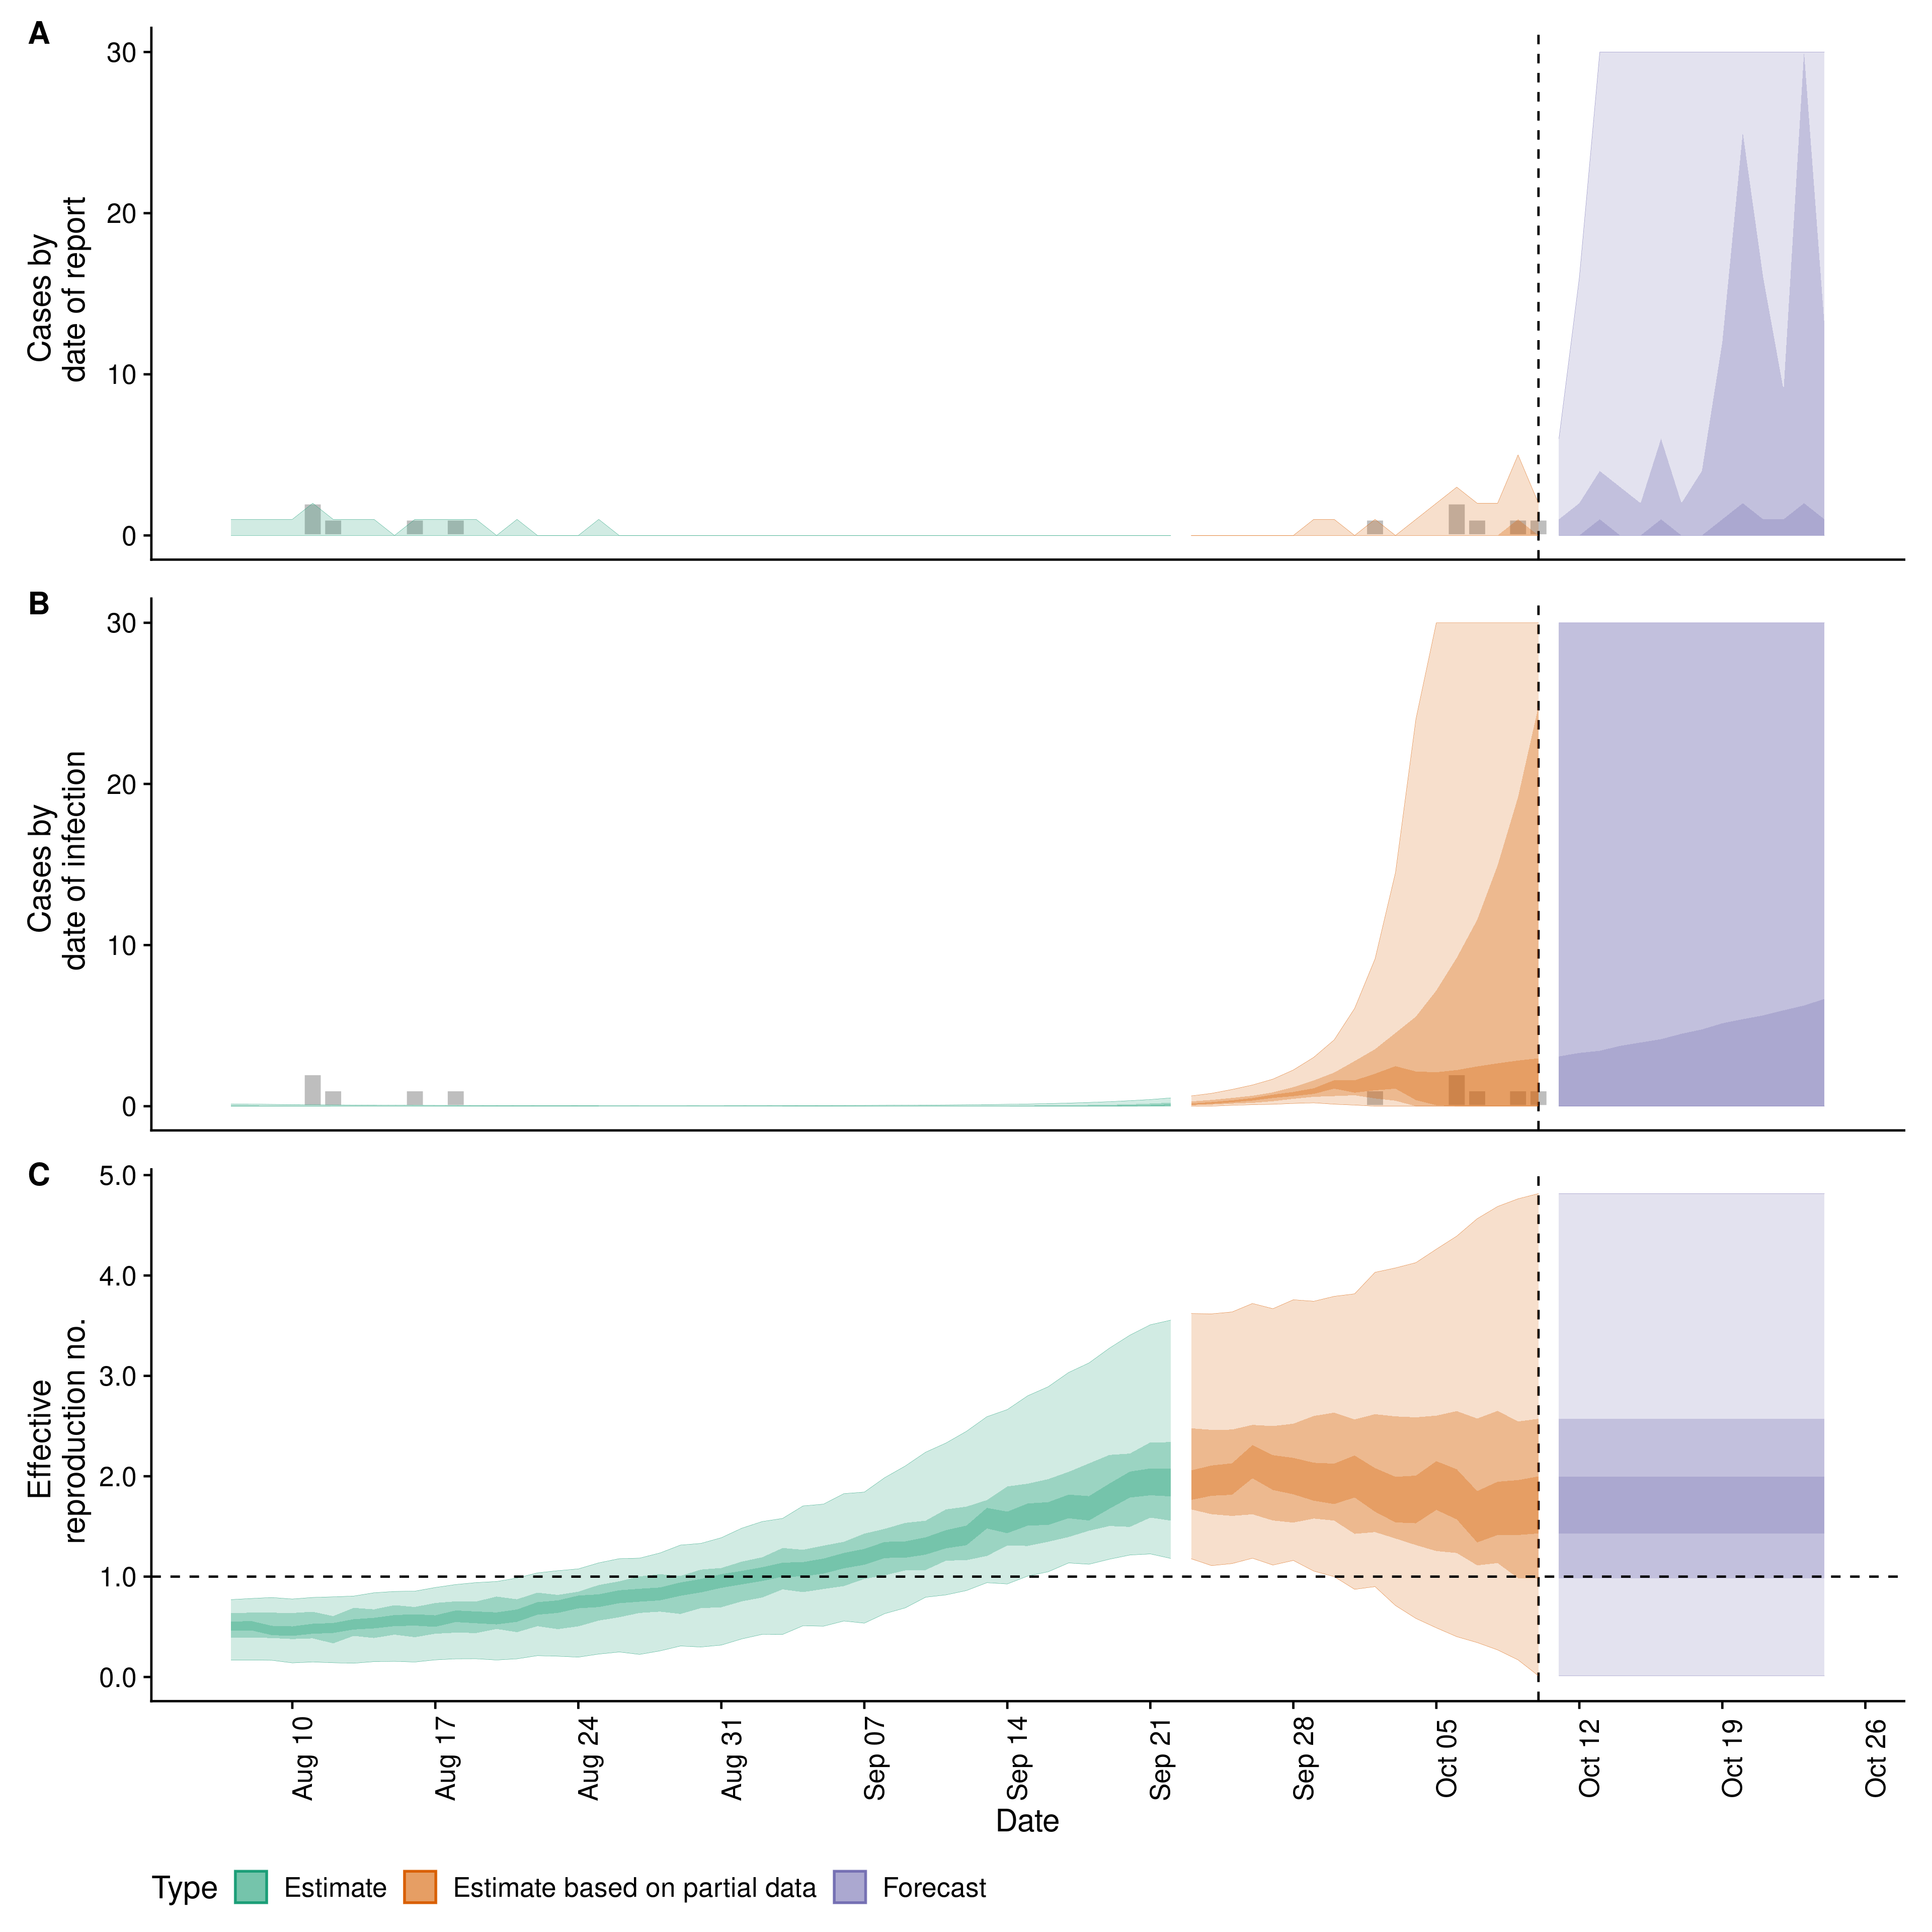 A
Cases by
date of report
30
20
10
0
B
Cases by
date of infection
30
20
10
0
C
Effective
reproduction no.
5.0
4.0
3.0
2.0
1.0
0.0
Aug 10
Aug 17
Aug 24
Aug 31
Sep 07
Sep 14
Sep 21
Sep 28
Oct 05
Oct 12
Oct 19
Oct 26
Date
Type
Estimate
Estimate based on partial data
Forecast